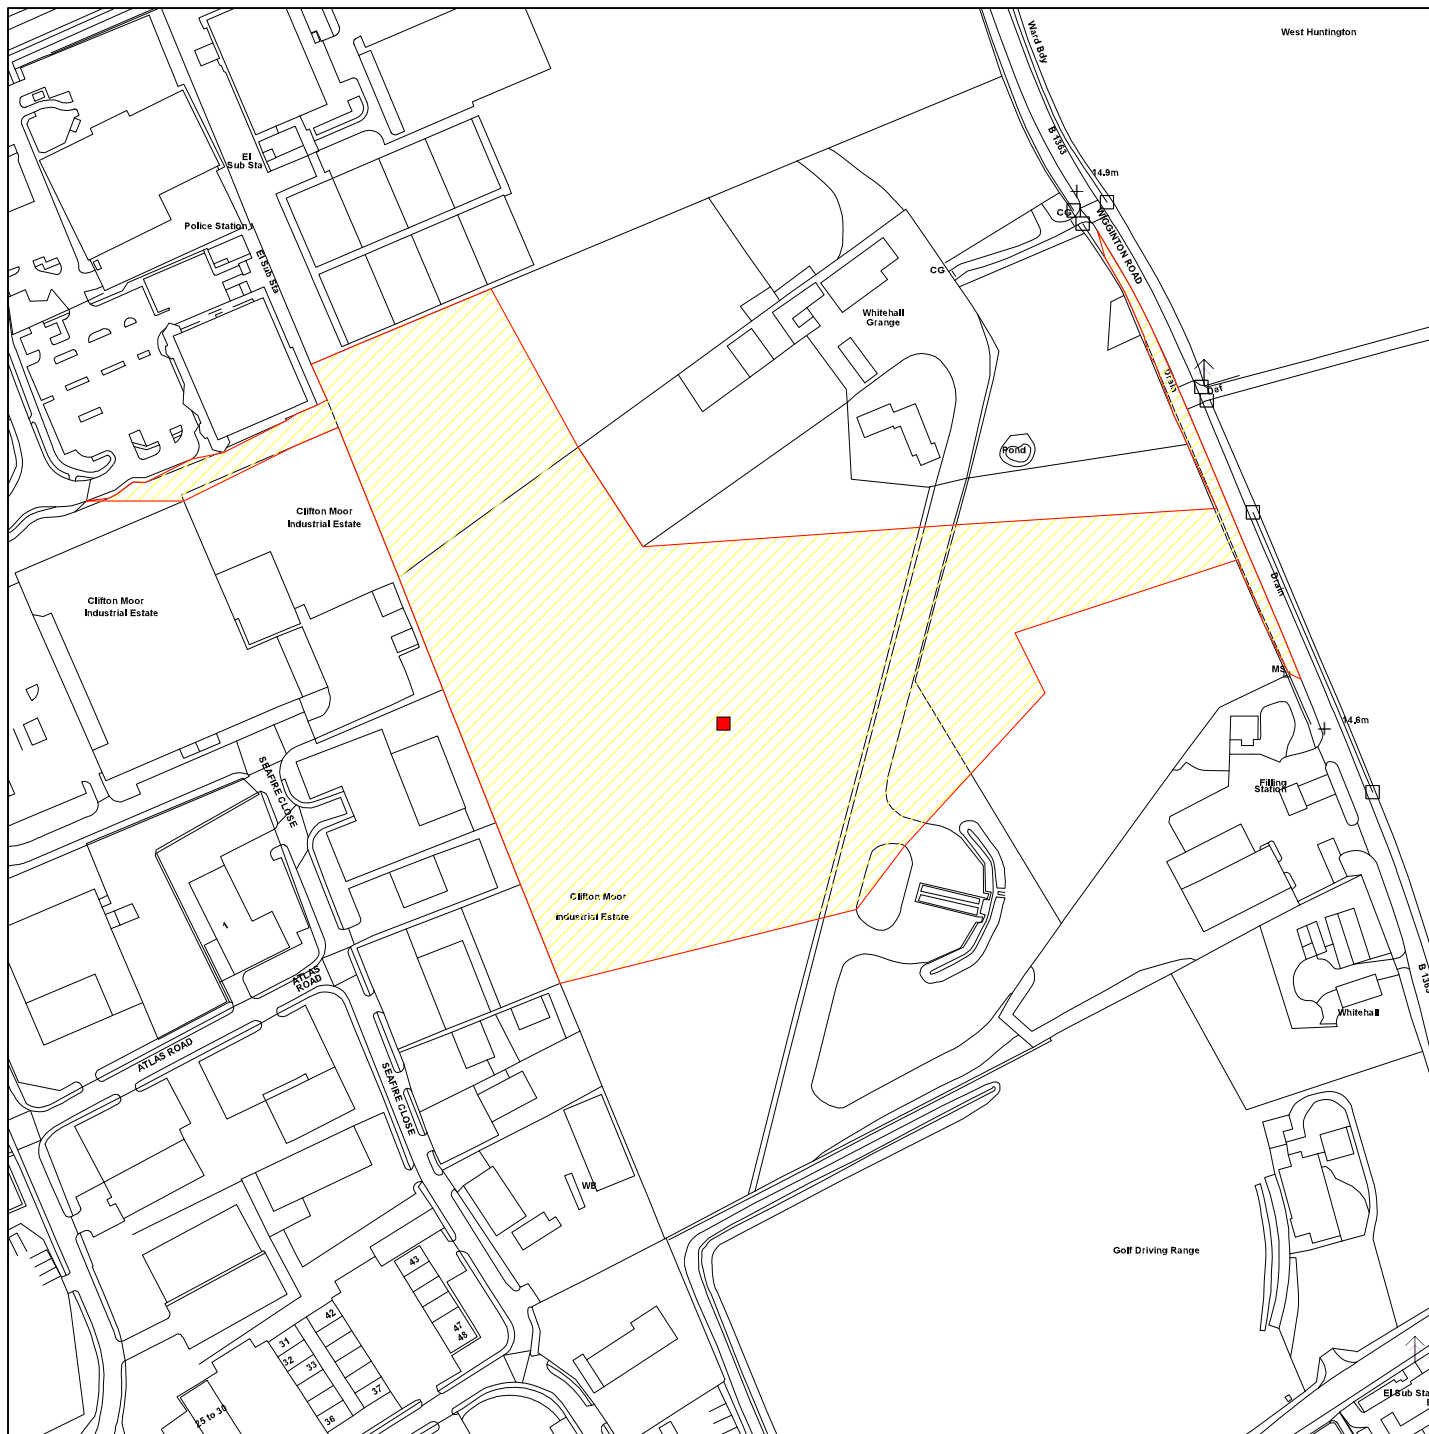 West Huntington
Ward Bdy
B 1363
14.9m
El
Sub Sta
CG
WIGGINTON ROAD
Police Station
El Sub Sta
CG
Whitehall
Grange
Drain
Def
Pond
Clifton Moor
Industrial Estate
Drain
Clifton Moor
Industrial Estate
MS
14.6m
SEAFIRE CLOSE
Filling
Station
Clifton Moor
Industrial Estate
1
ATLAS
ROAD
B 1363
Whitehall
ATLAS ROAD
SEAFIRE CLOSE
WB
Golf Driving Range
43
42
47
48
31
32
33
37
36
25 to 30
El Sub Sta